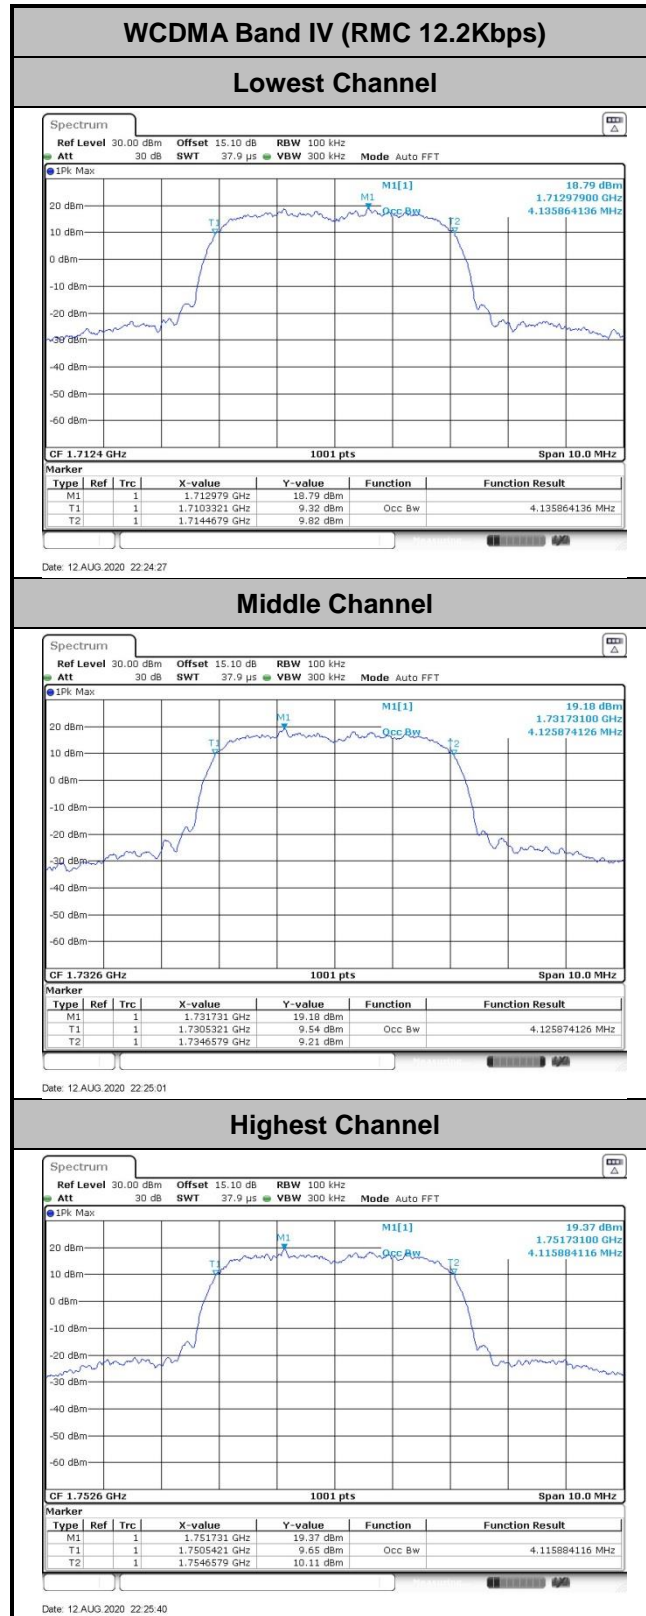 WCDMA Band IV (RMC 12.2Kbps)
Lowest Channel
Spectrum
Ref Level 30.00 dBm Offset 15.10 dB RBW 100 kHz
Att 30 dB SWT 37.9 µs VBW 300 kHz Mode Auto FFT
1Pk Max
M1[1] 18.79 dBm
1.71297900 GHz
Occ Bw 4.135864136 MHz
M1
T1
T2
20 dBm
10 dBm
0 dBm
-10 dBm
-20 dBm
-30 dBm
-40 dBm
-50 dBm
-60 dBm
CF 1.7124 GHz 1001 pts Span 10.0 MHz
Marker
Type Ref Trc X-value Y-value Function Function Result
M1 1 1.712979 GHz 18.79 dBm
T1 1 1.7103321 GHz 9.32 dBm Occ Bw 4.135864136 MHz
T2 1 1.7144679 GHz 9.82 dBm
Date: 12.AUG.2020 22:24:27
Middle Channel
Spectrum
Ref Level 30.00 dBm Offset 15.10 dB RBW 100 kHz
Att 30 dB SWT 37.9 µs VBW 300 kHz Mode Auto FFT
1Pk Max
M1[1] 19.18 dBm
1.73173100 GHz
Occ Bw 4.125874126 MHz
M1
T1
T2
20 dBm
10 dBm
0 dBm
-10 dBm
-20 dBm
-30 dBm
-40 dBm
-50 dBm
-60 dBm
CF 1.7326 GHz 1001 pts Span 10.0 MHz
Marker
Type Ref Trc X-value Y-value Function Function Result
M1 1 1.731731 GHz 19.18 dBm
T1 1 1.7305321 GHz 9.54 dBm Occ Bw 4.125874126 MHz
T2 1 1.7346579 GHz 9.21 dBm
Date: 12.AUG.2020 22:25:01
Highest Channel
Spectrum
Ref Level 30.00 dBm Offset 15.10 dB RBW 100 kHz
Att 30 dB SWT 37.9 µs VBW 300 kHz Mode Auto FFT
1Pk Max
M1[1] 19.37 dBm
1.75173100 GHz
Occ Bw 4.115884116 MHz
M1
T1
T2
20 dBm
10 dBm
0 dBm
-10 dBm
-20 dBm
-30 dBm
-40 dBm
-50 dBm
-60 dBm
CF 1.7526 GHz 1001 pts Span 10.0 MHz
Marker
Type Ref Trc X-value Y-value Function Function Result
M1 1 1.751731 GHz 19.37 dBm
T1 1 1.7505421 GHz 9.65 dBm Occ Bw 4.115884116 MHz
T2 1 1.7546579 GHz 10.11 dBm
Date: 12.AUG.2020 22:25:40